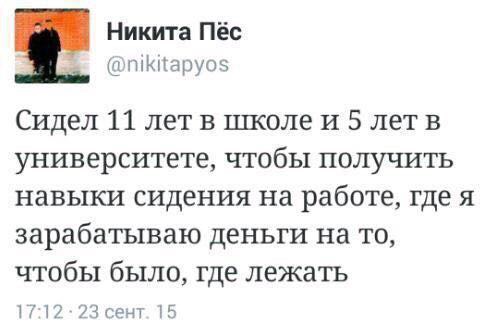 Никита Пёс
@nikitapyos
Сидел 11 лет в школе и 5 лет в
университете, чтобы получить
навыки сидения на работе, где я
зарабатываю деньги на то,
чтобы было, где лежать
17:12 · 23 сент. 15